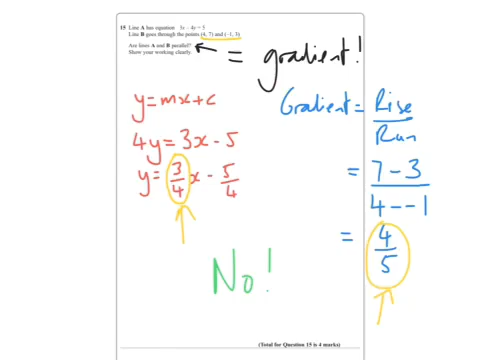 15 Line A has equation 3x – 4y = 5
Line B goes through the points (4, 7) and (-1, 3)
Are lines A and B parallel?
Show your working clearly.
= gradient!
y = mx + c
4y = 3x - 5
y = 3/4 x - 5/4
Gradient = Rise/Run
= 7 - 3 / 4 - - 1
= 4/5
No!
(Total for Question 15 is 4 marks)